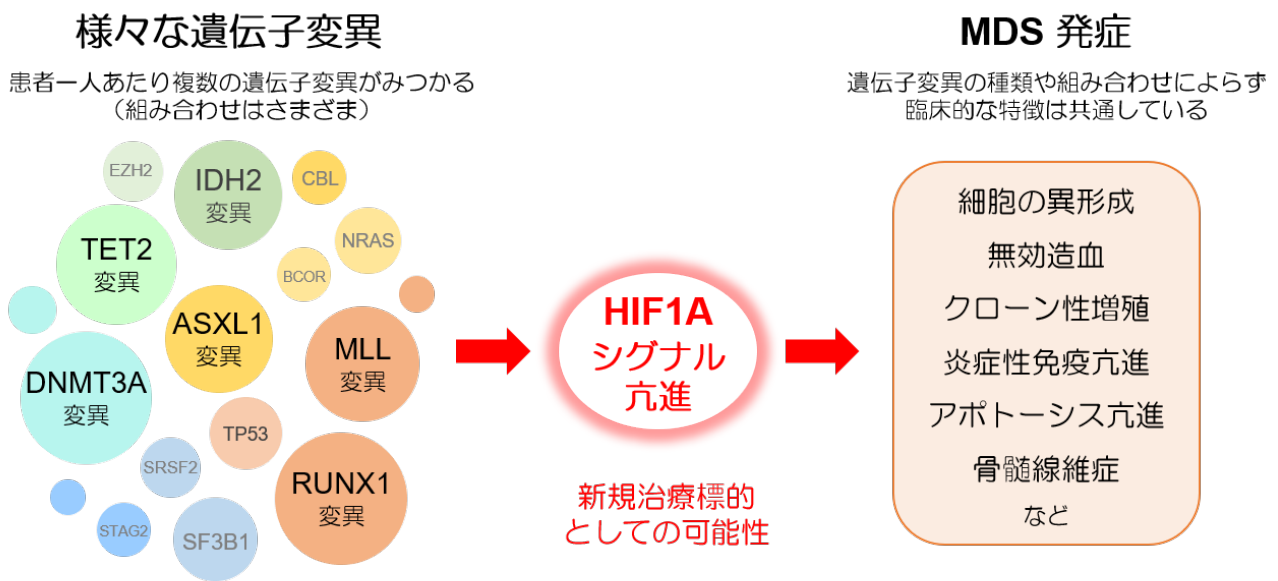 様々な遺伝子変異
患者一人あたり複数の遺伝子変異がみつかる
（組み合わせはさまざま）
EZH2
IDH2
変異
CBL
TET2
変異
NRAS
BCOR
ASXL1
変異
MLL
変異
DNMT3A
変異
TP53
SRSF2
RUNX1
変異
STAG2
SF3B1
HIF1A
シグナル
亢進
新規治療標的
としての可能性
MDS 発症
遺伝子変異の種類や組み合わせによらず
臨床的な特徴は共通している
細胞の異形成
無効造血
クローン性増殖
炎症性免疫亢進
アポトーシス亢進
骨髄線維症
など